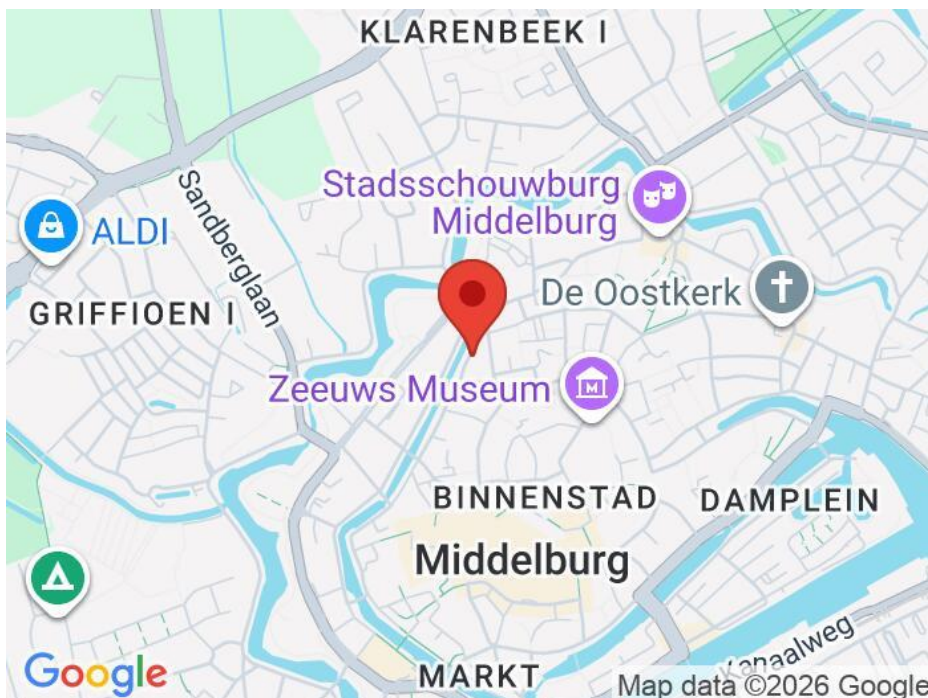 KLARENBEEK I
Sandberglaan
Stadsschouwburg
Middelburg
ALDI
De Oostkerk
GRIFFIOEN I
Zeeuws Museum
M
BINNENSTAD
DAMPLEIN
Middelburg
Kanaalweg
MARKT
Google
Map data ©2026 Google